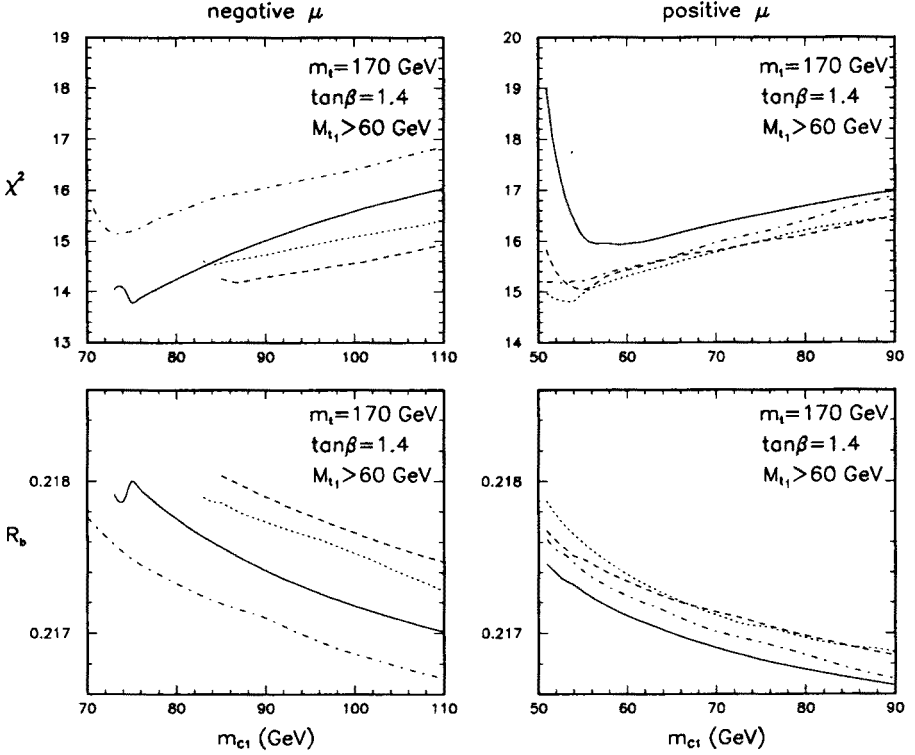 negative μ
positive μ
19
18
17
16
15
14
13
χ²
m_t=170 GeV
tanβ=1.4
M_t₁>60 GeV
70 80 90 100 110
20
19
18
17
16
15
14
m_t=170 GeV
tanβ=1.4
M_t₁>60 GeV
50 60 70 80 90
0.218
0.217
R_b
m_t=170 GeV
tanβ=1.4
M_t₁>60 GeV
70 80 90 100 110
m_C1 (GeV)
0.218
0.217
m_t=170 GeV
tanβ=1.4
M_t₁>60 GeV
50 60 70 80 90
m_C1 (GeV)